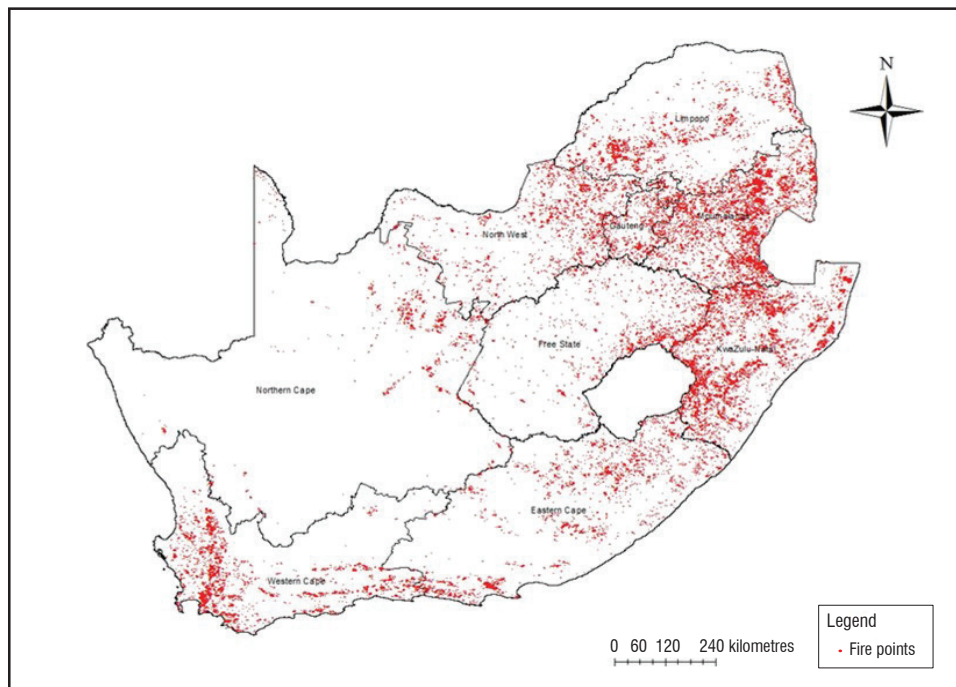 N
Limpopo
Mpumalanga
Gauteng
North West
Free State
KwaZulu-Natal
Northern Cape
Eastern Cape
Western Cape
0 60 120 240 kilometres
Legend
Fire points